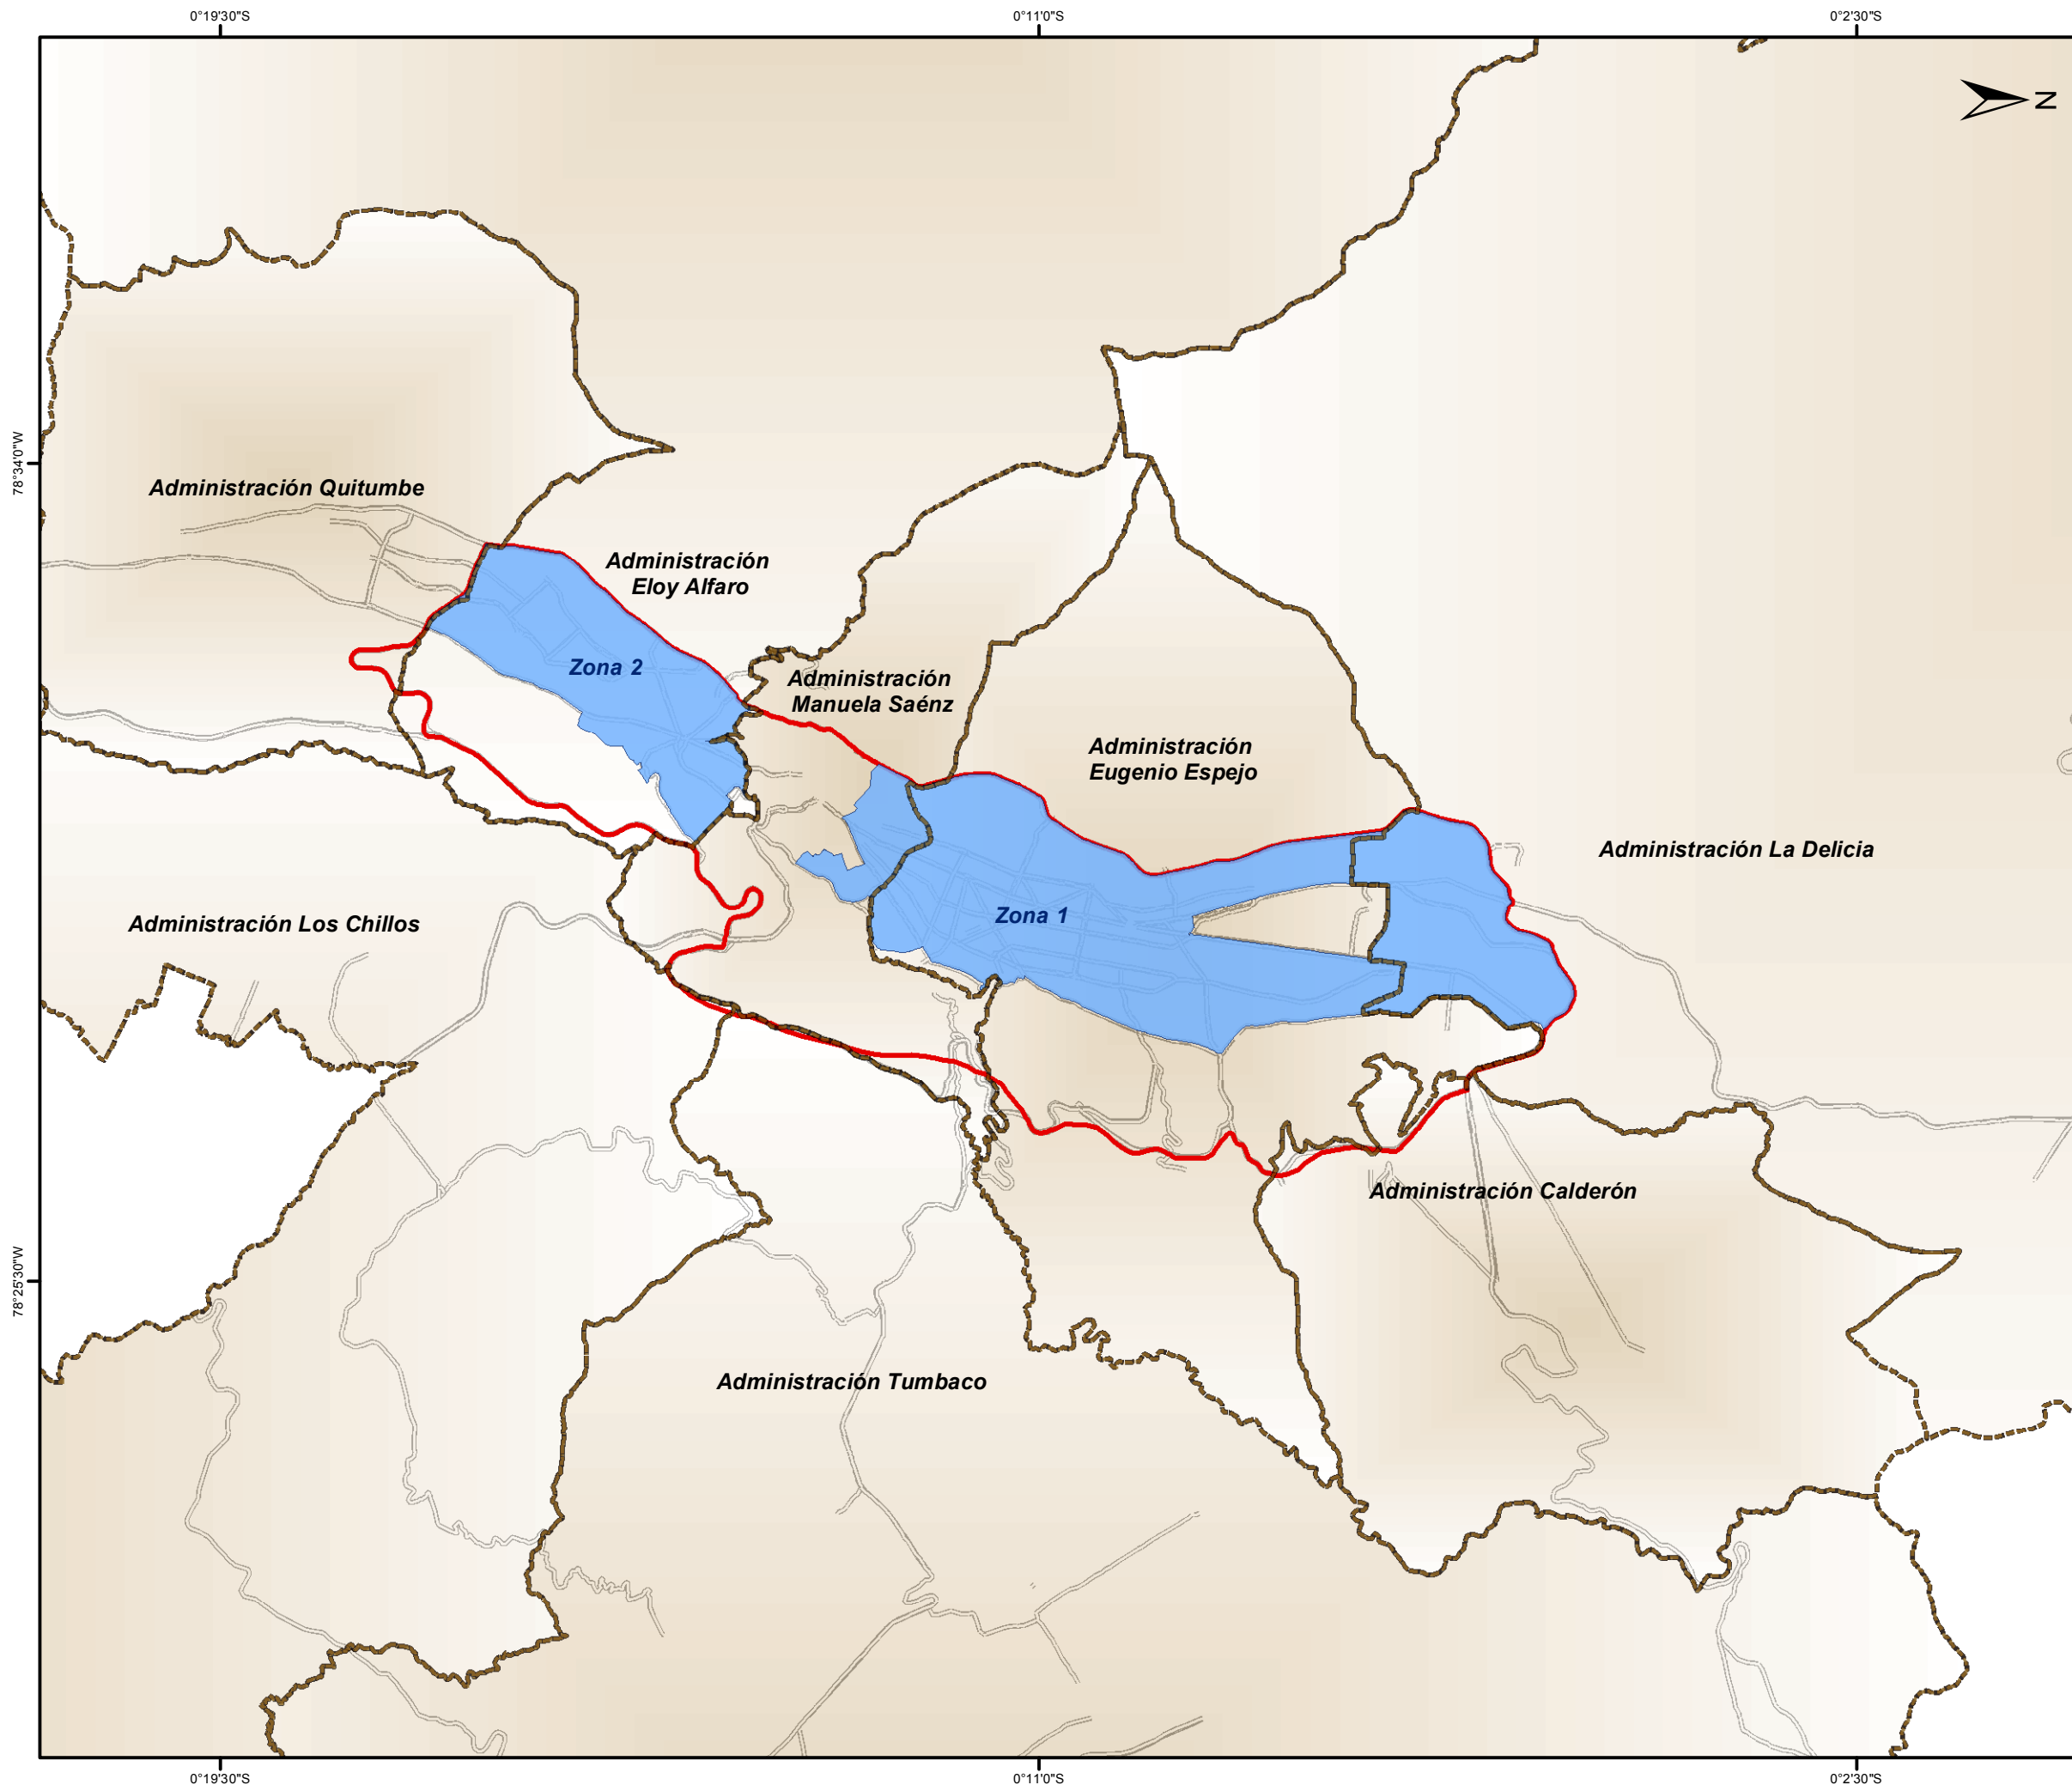 0°19'30"S
0°11'0"S
0°2'30"S
N
78°34'0"W
Administración Quitumbe
Administración
Eloy Alfaro
Zona 2
Administración
Manuela Saénz
Administración
Eugenio Espejo
Administración La Delicia
Zona 1
Administración Los Chillos
Administración Calderón
78°25'30"W
Administración Tumbaco
0°19'30"S
0°11'0"S
0°2'30"S